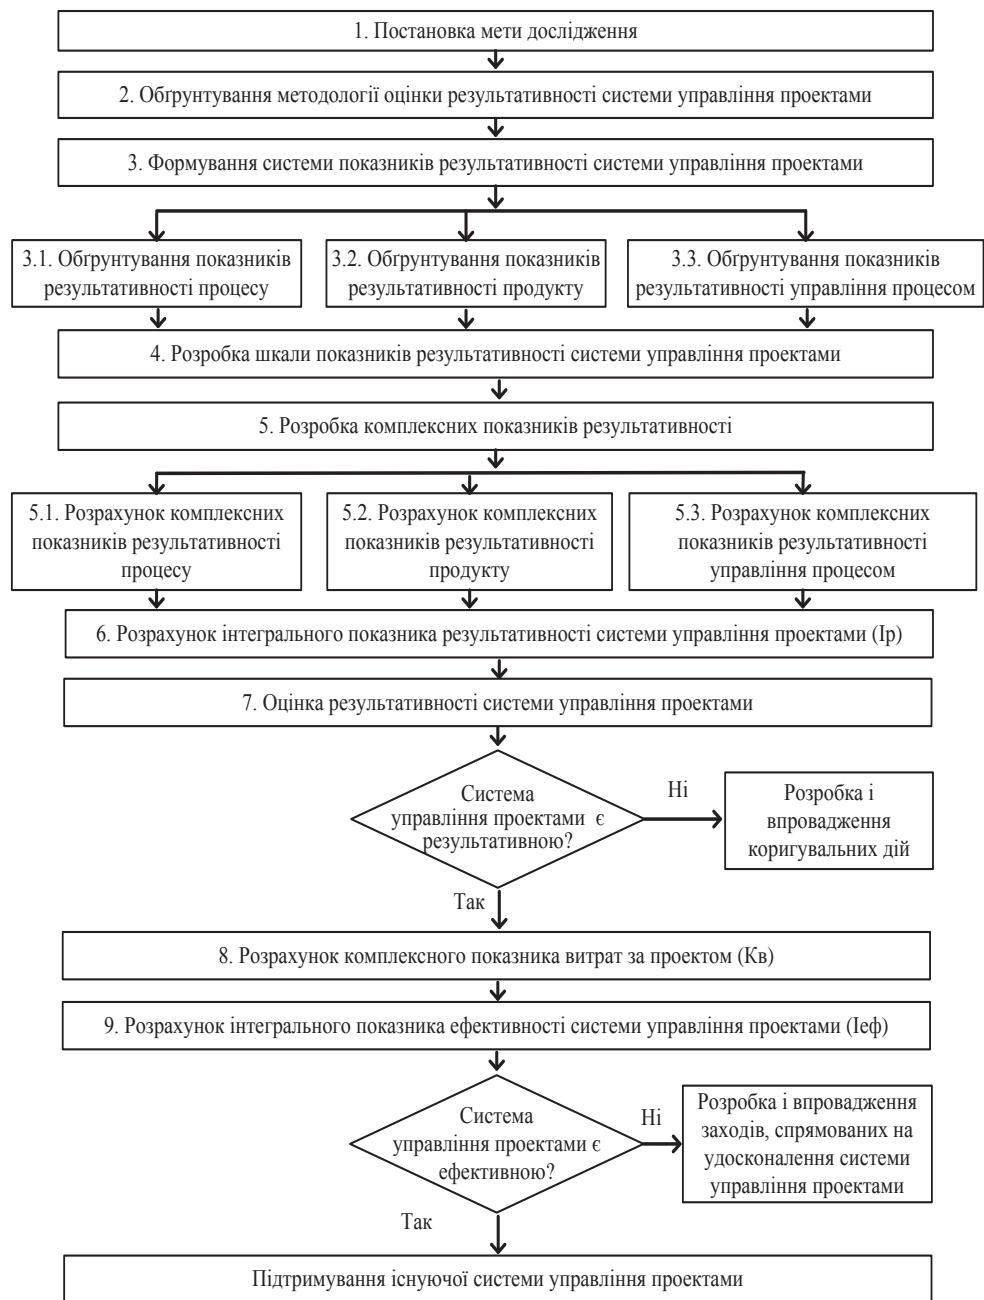 1. Постановка мети дослідження
2. Обґрунтування методології оцінки результативності системи управління проектами
3. Формування системи показників результативності системи управління проектами
3.1. Обґрунтування показників
результативності процесу
3.2. Обґрунтування показників
результативності продукту
3.3. Обґрунтування показників
результативності управління процесом
4. Розробка шкали показників результативності системи управління проектами
5. Розробка комплексних показників результативності
5.1. Розрахунок комплексних
показників результативності
процесу
5.2. Розрахунок комплексних
показників результативності
продукту
5.3. Розрахунок комплексних
показників результативності
управління процесом
6. Розрахунок інтегрального показника результативності системи управління проектами (Ір)
7. Оцінка результативності системи управління проектами
Система
управління проектами є
результативною?
Ні
Розробка і
впровадження
коригувальних дій
Так
8. Розрахунок комплексного показника витрат за проектом (Кв)
9. Розрахунок інтегрального показника ефективності системи управління проектами (Іеф)
Система
управління проектами є
ефективною?
Ні
Розробка і впровадження
заходів, спрямованих на
удосконалення системи
управління проектами
Так
Підтримування існуючої системи управління проектами